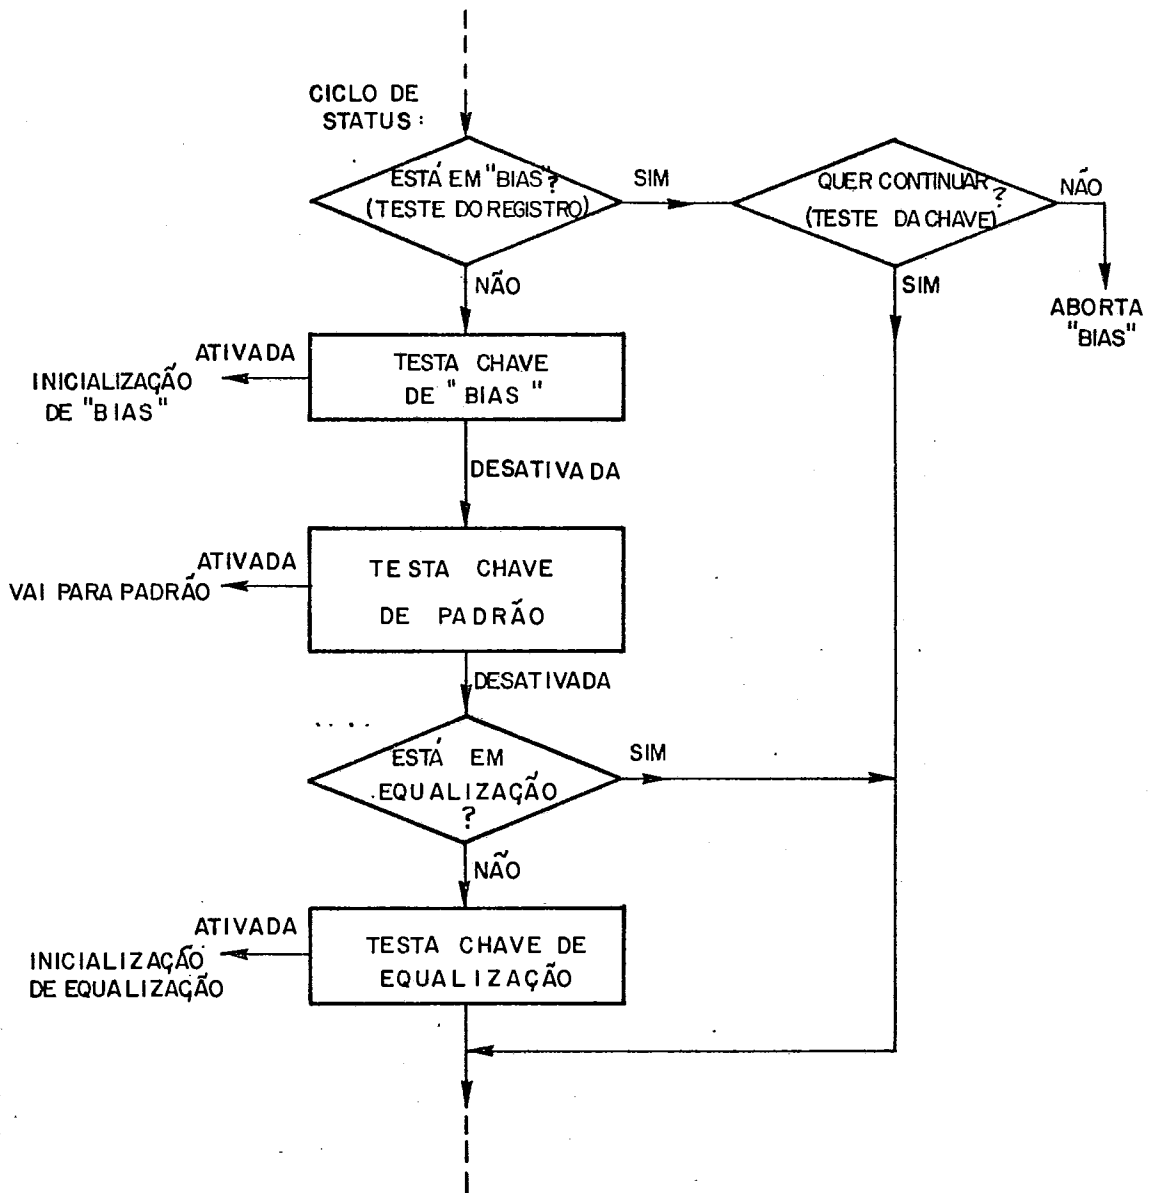 CICLO DE
STATUS:
ESTÁ EM "BIAS"?
(TESTE DO REGISTRO)
SIM
QUER CONTINUAR?
(TESTE DA CHAVE)
NÃO
ABORTA
"BIAS"
SIM
NÃO
TESTA CHAVE
DE "BIAS"
ATIVADA
INICIALIZAÇÃO
DE "BIAS"
DESATIVADA
TESTA CHAVE
DE PADRÃO
ATIVADA
VAI PARA PADRÃO
DESATIVADA
ESTÁ EM
EQUALIZAÇÃO
?
SIM
NÃO
TESTA CHAVE DE
EQUALIZAÇÃO
ATIVADA
INICIALIZAÇÃO
DE EQUALIZAÇÃO